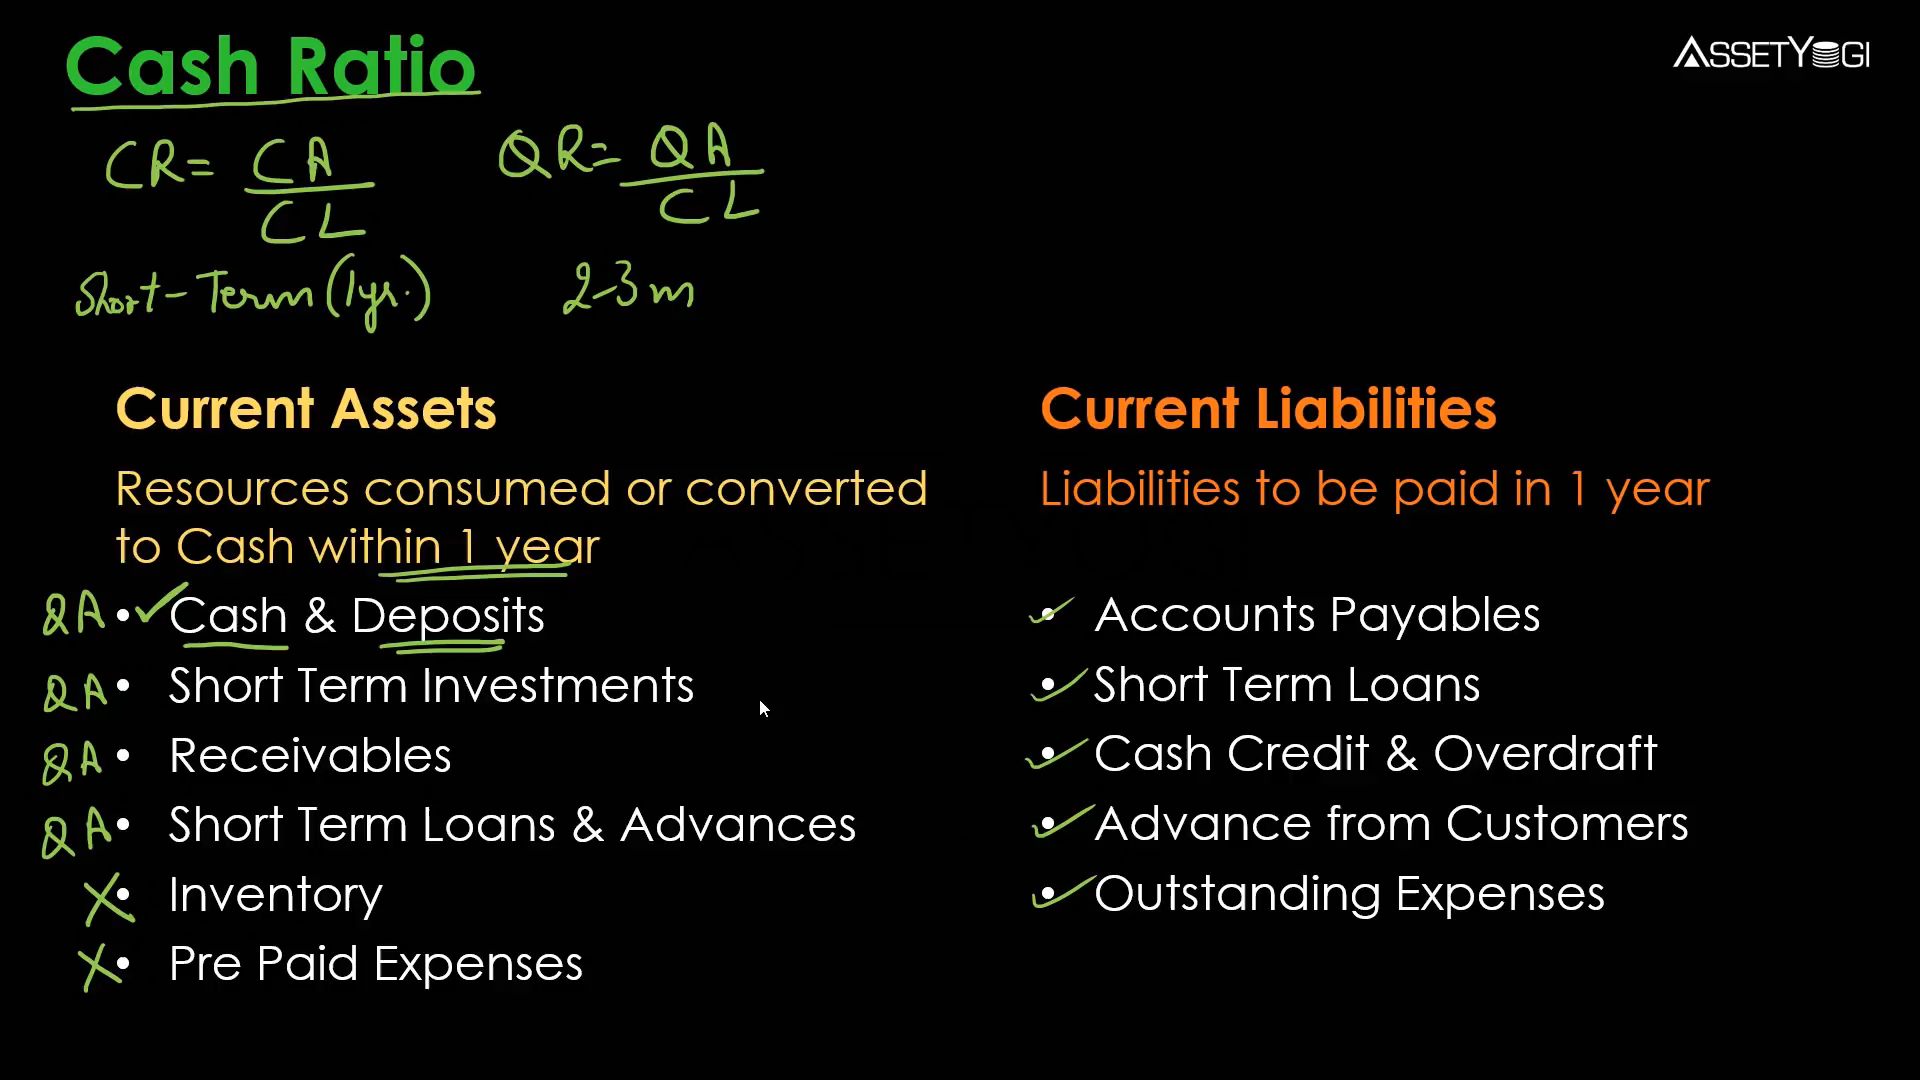 Cash Ratio
ASSETYOGI
CR = CA / CL
QR = QA / CL
Short-Term (1yr.)
2-3 m
Current Assets
Resources consumed or converted
to Cash within 1 year
QA • ✓ Cash & Deposits
QA • Short Term Investments
QA • Receivables
QA • Short Term Loans & Advances
X • Inventory
X • Pre Paid Expenses
Current Liabilities
Liabilities to be paid in 1 year
✓ • Accounts Payables
✓ • Short Term Loans
✓ • Cash Credit & Overdraft
✓ • Advance from Customers
✓ • Outstanding Expenses